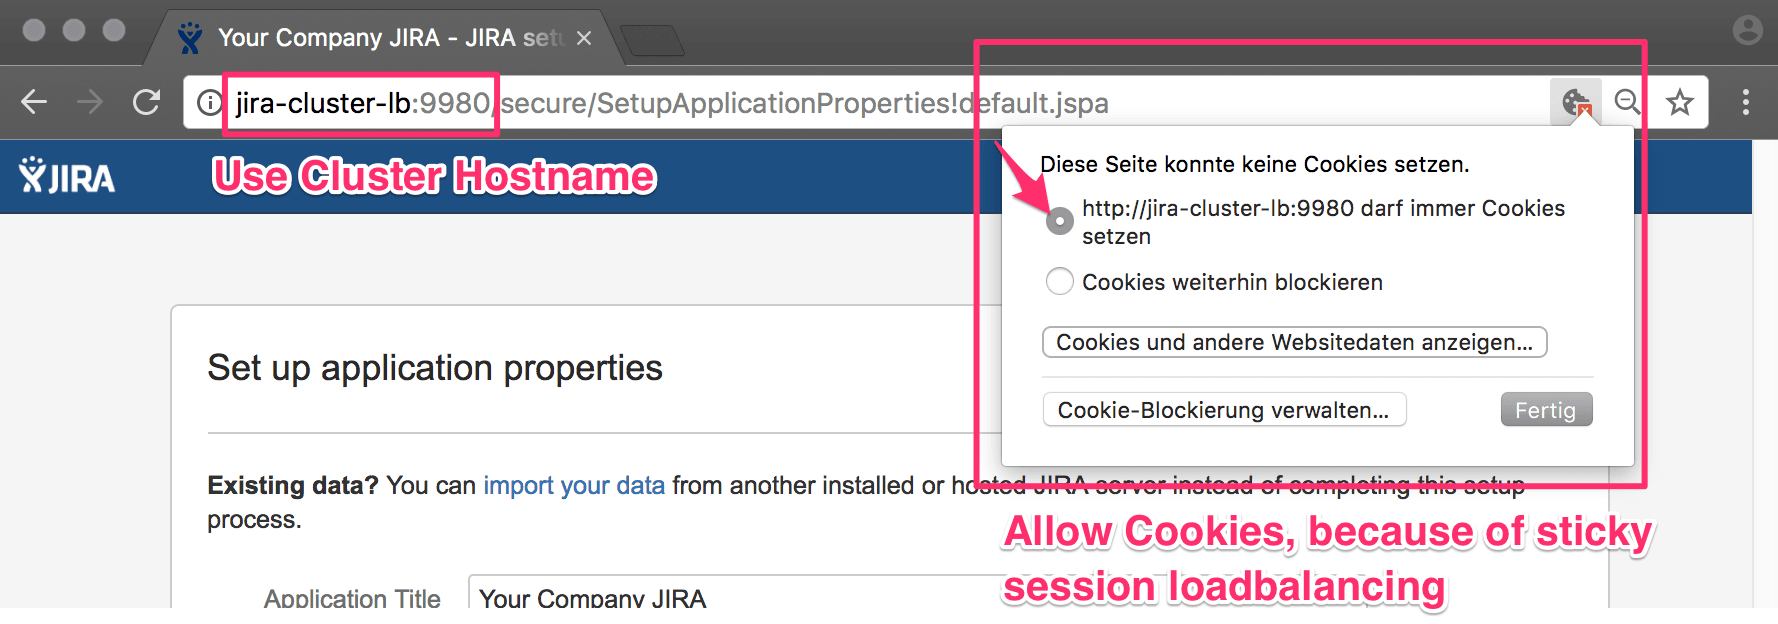 Your Company JIRA - JIRA setu
jira-cluster-lb:9980/secure/SetupApplicationProperties!default.jspa
JIRA
Use Cluster Hostname
Diese Seite konnte keine Cookies setzen.
http://jira-cluster-lb:9980 darf immer Cookies
setzen
Cookies weiterhin blockieren
Cookies und andere Websitedaten anzeigen...
Cookie-Blockierung verwalten...
Fertig
Set up application properties
Existing data? You can import your data from another installed or hosted JIRA server instead of completing this setup
process.
Allow Cookies, because of sticky
session loadbalancing
Application Title
Your Company JIRA